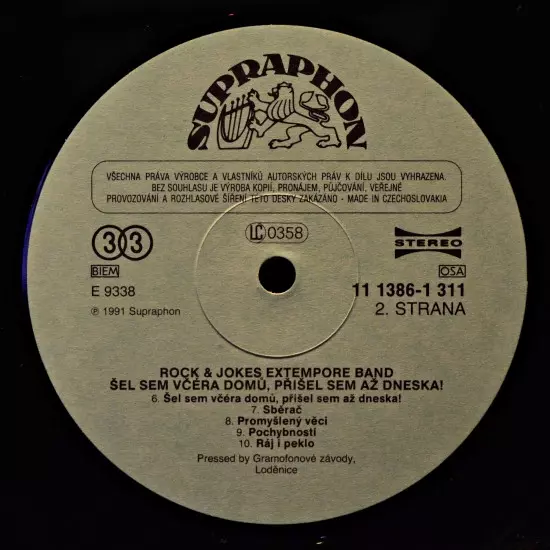 SUPRAPHON
VŠECHNA PRÁVA VÝROBCE A VLASTNÍKŮ AUTORSKÝCH PRÁV K DÍLU JSOU VYHRAZENA.
BEZ SOUHLASU JE VÝROBA KOPIÍ, PRONÁJEM, PŮJČOVÁNÍ, VEŘEJNÉ
PROVOZOVÁNÍ A ROZHLASOVÉ ŠÍŘENÍ TÉTO DESKY ZAKÁZÁNO - MADE IN CZECHOSLOVAKIA
33
LC 0358
STEREO
BIEM
OSA
E 9338
11 1386-1 311
℗ 1991 Supraphon
2. STRANA
ROCK & JOKES EXTEMPORE BAND
ŠEL SEM VČÉRA DOMŮ, PŘIŠEL SEM AŽ DNESKA!
6. Šel sem včéra domů, přišel sem až dneska!
7. Sběrač
8. Promyšlený věci
9. Pochybností
10. Ráj i peklo
Pressed by Gramofonové závody,
Loděnice